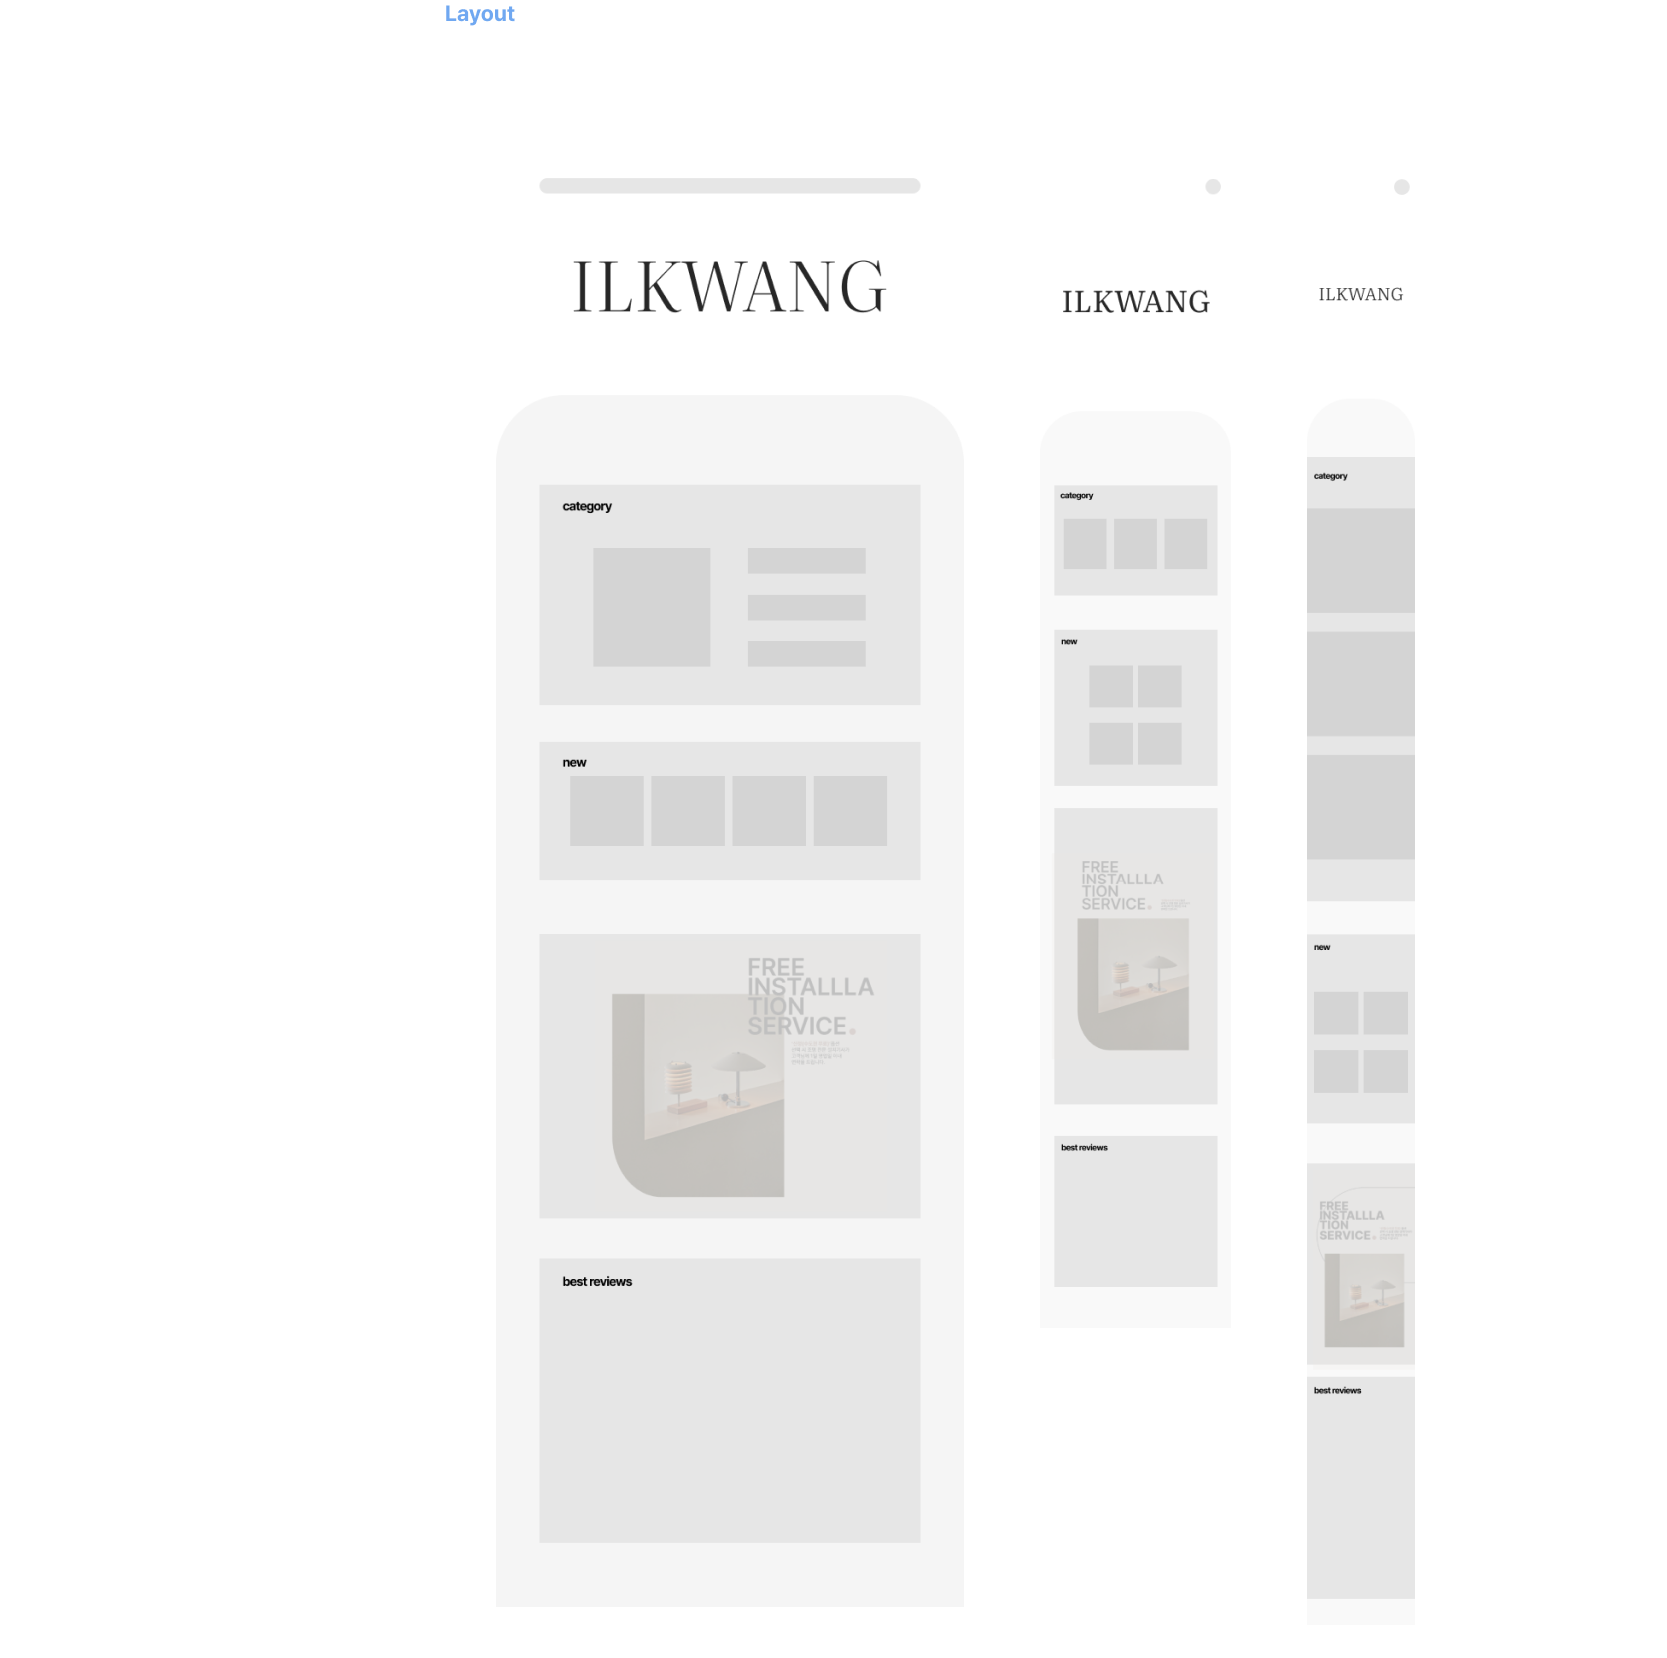 Layout
ILKWANG
category
new
FREE
INSTALLLA
TION
SERVICE.
best reviews
ILKWANG
category
new
FREE
INSTALLLA
TION
SERVICE.
best reviews
ILKWANG
category
new
FREE
INSTALLLA
TION
SERVICE.
best reviews